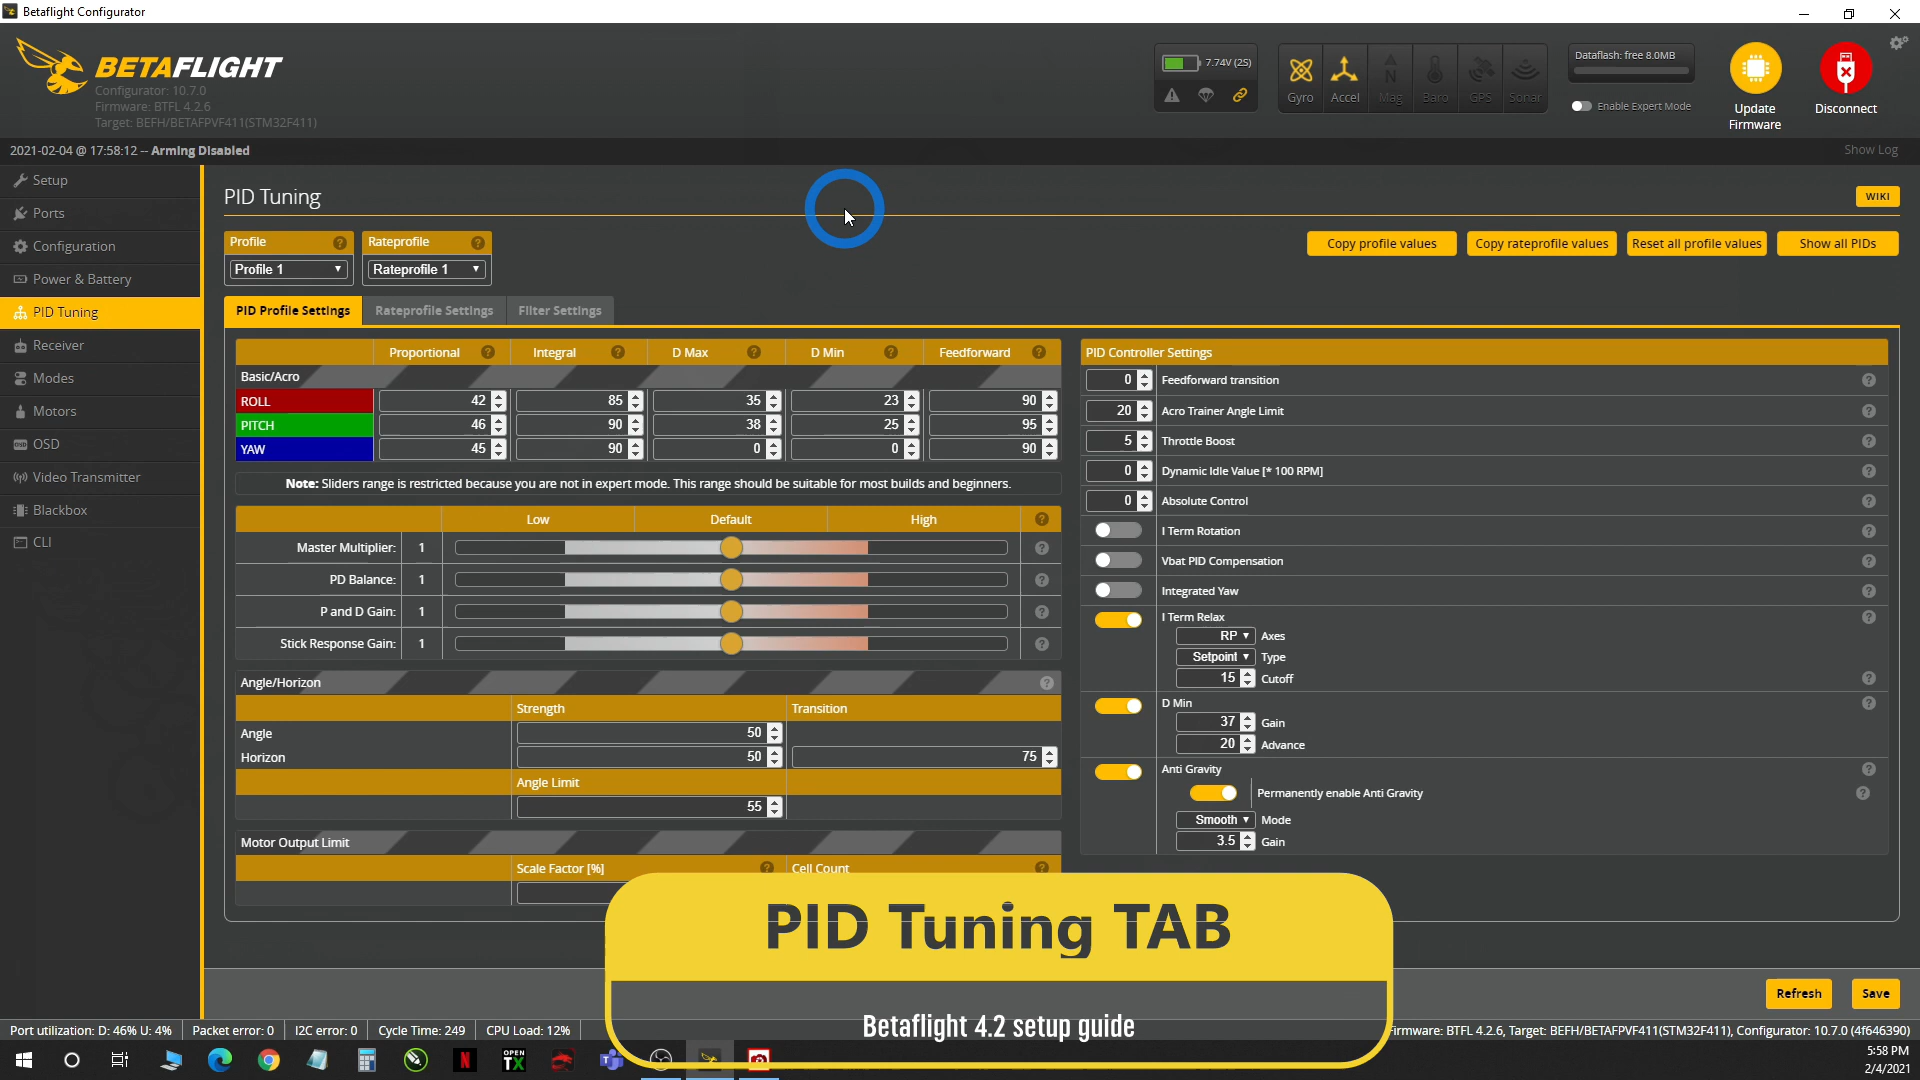 Betaflight Configurator
BETAFLIGHT
Configurator: 10.7.0
Firmware: BTFL 4.2.6
Target: BEFH/BETAFPVF411(STM32F411)
7.74V (2S)
Gyro
Accel
Mag
Baro
GPS
Sonar
Dataflash: free 8.0MB
Enable Expert Mode
Update
Firmware
Disconnect
2021-02-04 @ 17:58:12 -- Arming Disabled
Show Log
Setup
Ports
Configuration
Power & Battery
PID Tuning
Receiver
Modes
Motors
OSD
Video Transmitter
Blackbox
CLI
PID Tuning
WIKI
Profile
Rateprofile
Profile 1
Rateprofile 1
Copy profile values
Copy rateprofile values
Reset all profile values
Show all PIDs
PID Profile Settings
Rateprofile Settings
Filter Settings
Proportional Integral D Max D Min Feedforward
Basic/Acro
ROLL 42 85 35 23 90
PITCH 46 90 38 25 95
YAW 45 90 0 0 90
Note: Sliders range is restricted because you are not in expert mode. This range should be suitable for most builds and beginners.
Low Default High
Master Multiplier: 1
PD Balance: 1
P and D Gain: 1
Stick Response Gain: 1
Angle/Horizon
Strength Transition
Angle 50
Horizon 50 75
Angle Limit
55
Motor Output Limit
Scale Factor [%] Cell Count
PID Controller Settings
0 Feedforward transition
20 Acro Trainer Angle Limit
5 Throttle Boost
0 Dynamic Idle Value [* 100 RPM]
0 Absolute Control
I Term Rotation
Vbat PID Compensation
Integrated Yaw
I Term Relax
RP Axes
Setpoint Type
15 Cutoff
D Min
37 Gain
20 Advance
Anti Gravity
Permanently enable Anti Gravity
Smooth Mode
3.5 Gain
PID Tuning TAB
Betaflight 4.2 setup guide
Refresh
Save
Port utilization: D: 46% U: 4%
Packet error: 0
I2C error: 0
Cycle Time: 249
CPU Load: 12%
irmware: BTFL 4.2.6, Target: BEFH/BETAFPVF411(STM32F411), Configurator: 10.7.0 (4f646390)
OPEN
TX
5:58 PM
2/4/2021